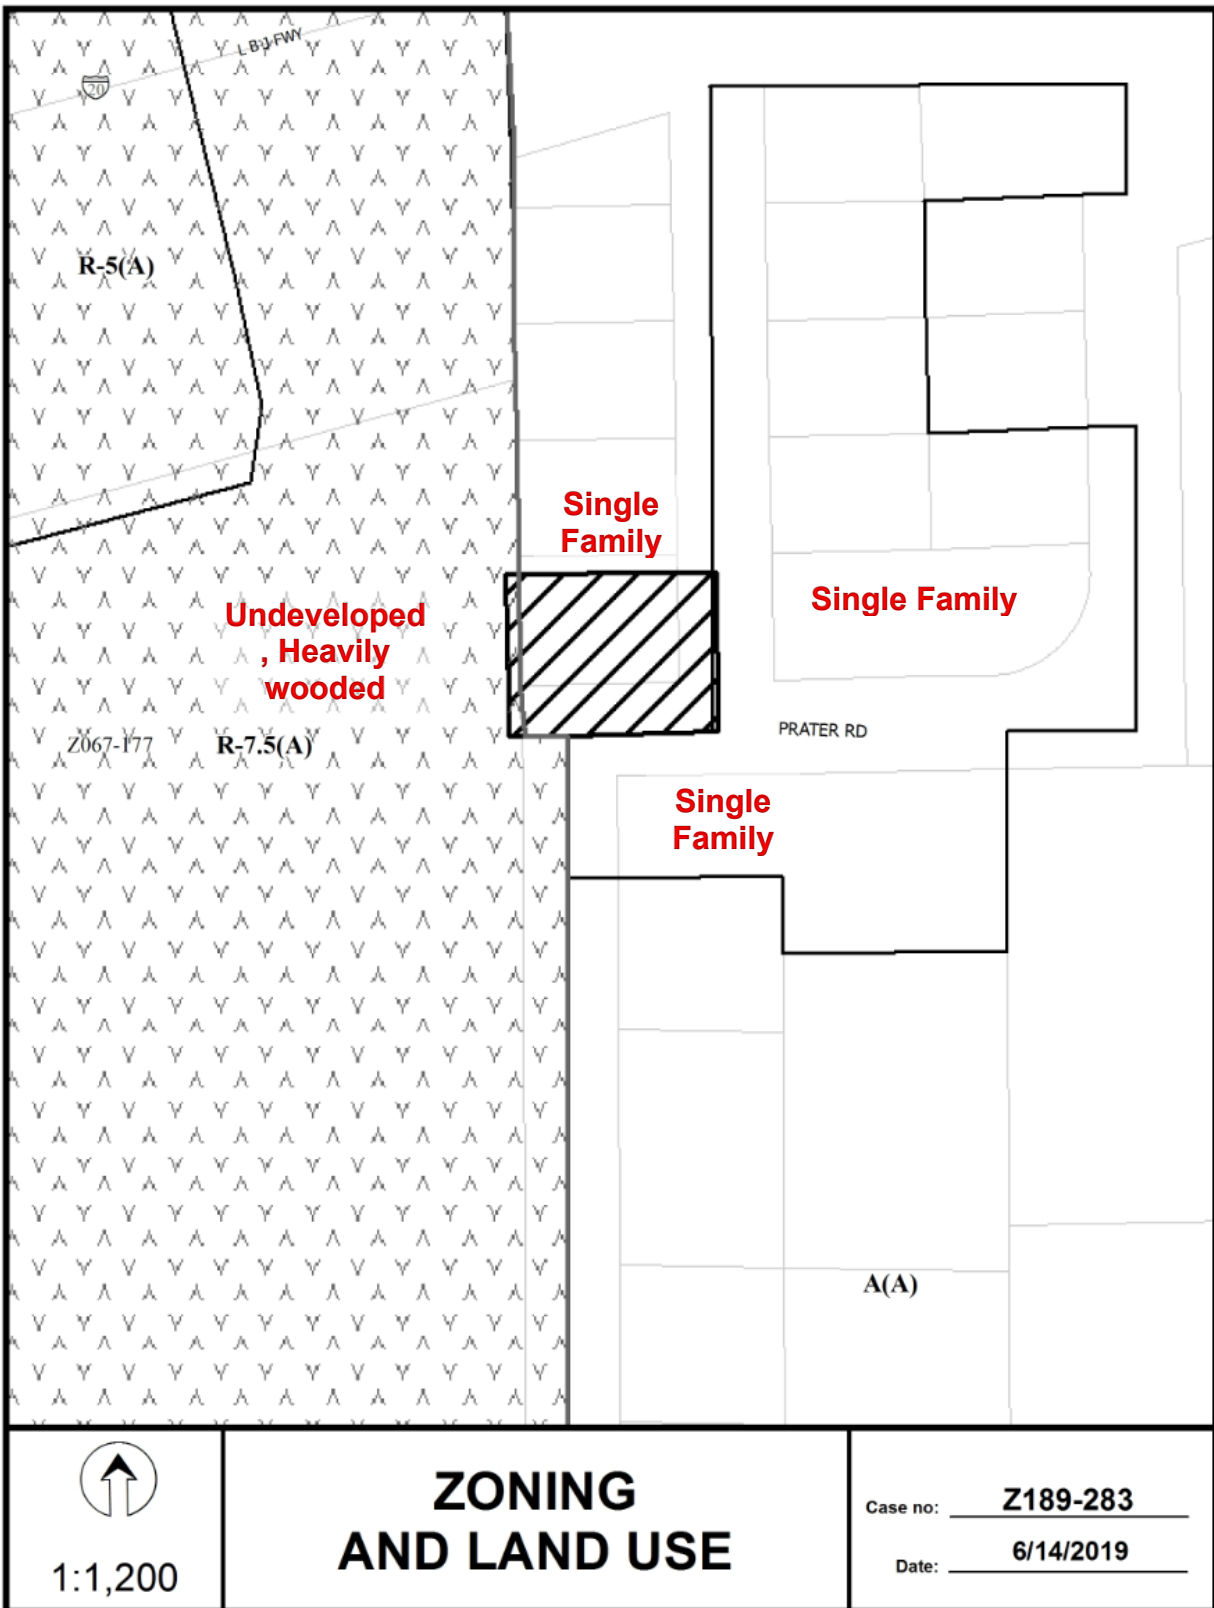 L B J FWY
20
R-5(A)
Single
Family
Single Family
Undeveloped
, Heavily
wooded
Z067-177
R-7.5(A)
PRATER RD
Single
Family
A(A)
1:1,200
ZONING
AND LAND USE
Case no: Z189-283
Date: 6/14/2019